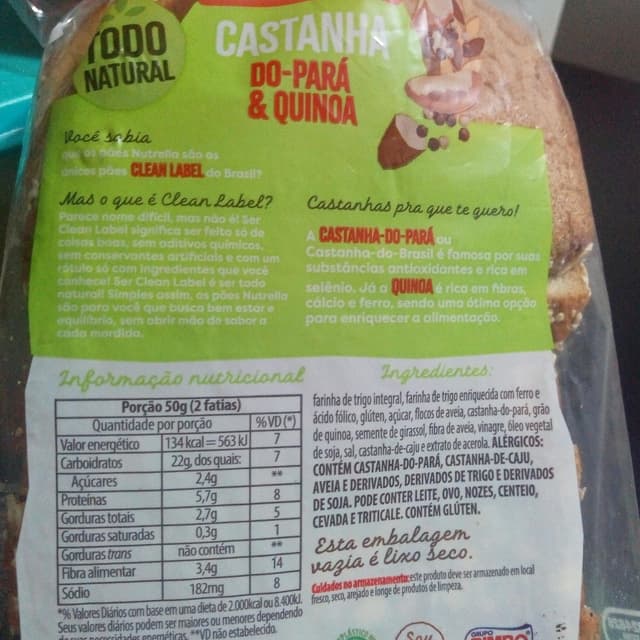 TODO
NATURAL
CASTANHA
DO-PARÁ
& QUINOA
Você sabia
que os pães Nutrella são os
únicos pães CLEAN LABEL do Brasil?
Mas o que é Clean Label?
Parece nome difícil, mas não é! Ser
Clean Label significa ser feito só de
coisas boas, sem aditivos químicos,
sem conservantes artificiais e com um
rótulo só com ingredientes que você
conhece! Ser Clean Label é ser todo
natural! Simples assim, os pães Nutrella
são para você que busca bem estar e
equilíbrio, sem abrir mão do sabor a
cada mordida.
Castanhas pra que te quero!
A CASTANHA-DO-PARÁ ou
Castanha-do-Brasil é famosa por suas
substâncias antioxidantes e rica em
selênio. Já a QUINOA é rica em fibras,
cálcio e ferro, sendo uma ótima opção
para enriquecer a alimentação.
Informação nutricional
Porção 50g (2 fatias)
Quantidade por porção %VD (*)
Valor energético 134 kcal = 563 kJ 7
Carboidratos 22g, dos quais: 7
Açúcares 2,4g **
Proteínas 5,7g 8
Gorduras totais 2,7g 5
Gorduras saturadas 0,3g 1
Gorduras trans não contém **
Fibra alimentar 3,4g 14
Sódio 182mg 8
*% Valores Diários com base em uma dieta de 2.000kcal ou 8.400kJ.
Seus valores diários podem ser maiores ou menores dependendo
de suas necessidades energéticas. **VD não estabelecido.
Ingredientes:
farinha de trigo integral, farinha de trigo enriquecida com ferro e
ácido fólico, glúten, açúcar, flocos de aveia, castanha-do-pará, grão
de quinoa, semente de girassol, fibra de aveia, vinagre, óleo vegetal
de soja, sal, castanha-de-caju e extrato de acerola. ALÉRGICOS:
CONTÉM CASTANHA-DO-PARÁ, CASTANHA-DE-CAJU,
AVEIA E DERIVADOS, DERIVADOS DE TRIGO E DERIVADOS
DE SOJA. PODE CONTER LEITE, OVO, NOZES, CENTEIO,
CEVADA E TRITICALE. CONTÉM GLÚTEN.
Esta embalagem
vazia é lixo seco.
Cuidados no armazenamento: este produto deve ser armazenado em local
fresco, seco, arejado e longe de produtos de limpeza.
Sou
GRUPO